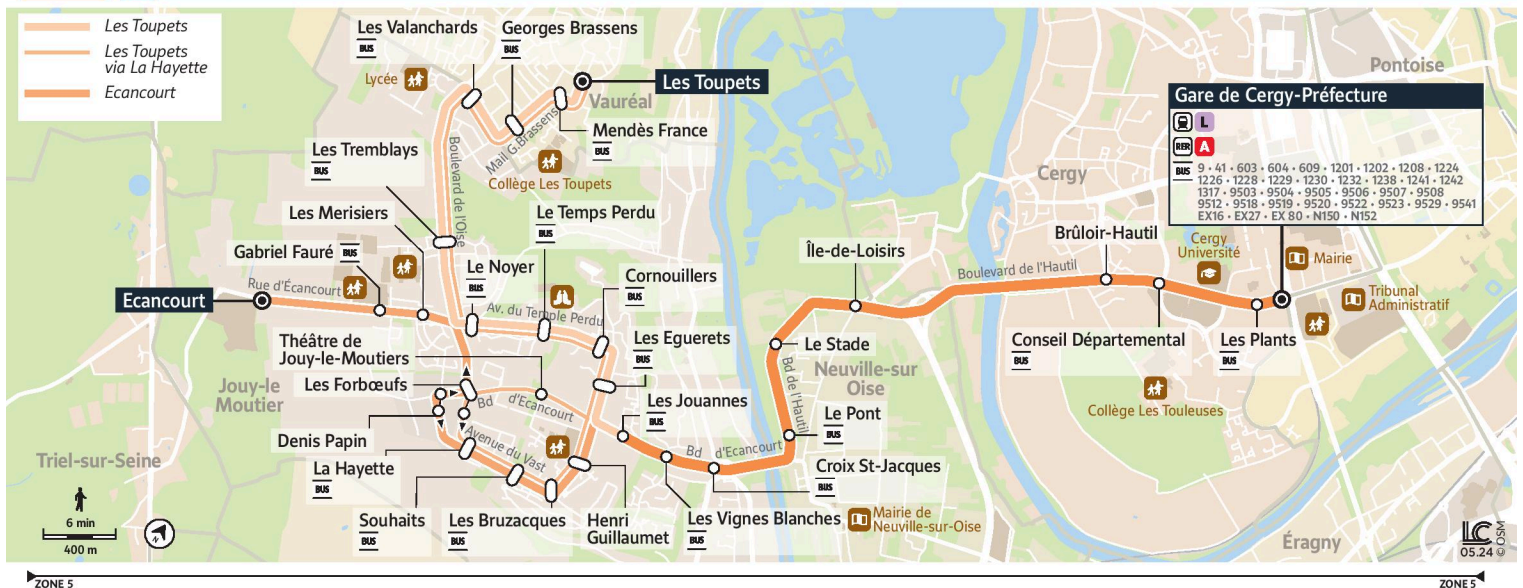 Les Toupets
Les Toupets
via La Hayette
Ecancourt
Les Valanchards
BUS
Georges Brassens
BUS
Lycée
Les Toupets
Vauréal
Mail G.Brassens
Mendès France
BUS
Collège Les Toupets
Les Tremblays
BUS
Boulevard de l'Oise
Les Merisiers
Le Temps Perdu
BUS
Gabriel Fauré
BUS
Rue d'Écancourt
Ecancourt
Le Noyer
BUS
Cornouillers
BUS
Av. du Temple Perdu
Théâtre de
Jouy-le-Moutiers
Les Eguerets
BUS
Les Forbœufs
Jouy-le
Moutier
Bd d'Ecancourt
Les Jouannes
BUS
Denis Papin
Avenue du Vast
La Hayette
BUS
Triel-sur-Seine
Souhaits
BUS
Les Bruzacques
BUS
Henri
Guillaumet
Les Vignes Blanches
BUS
Bd d'Ecancourt
Croix St-Jacques
BUS
Mairie de
Neuville-sur-Oise
Le Pont
BUS
Bd de l'Hautil
Le Stade
Neuville-sur
Oise
Île-de-Loisirs
Boulevard de l'Hautil
Cergy
Brûloir-Hautil
Conseil Départemental
BUS
Les Plants
BUS
Collège Les Touleuses
Cergy
Université
Mairie
Tribunal
Administratif
Pontoise
Gare de Cergy-Préfecture
L
RER A
BUS
9 • 41 • 603 • 604 • 609 • 1201 • 1202 • 1208 • 1224
1226 • 1228 • 1229 • 1230 • 1232 • 1238 • 1241 • 1242
1317 • 9503 • 9504 • 9505 • 9506 • 9507 • 9508
9512 • 9518 • 9519 • 9520 • 9522 • 9523 • 9529 • 9541
EX16 • EX27 • EX 80 • N150 • N152
Éragny
6 min
400 m
N
LC
05.24 © OSM
ZONE 5
ZONE 5